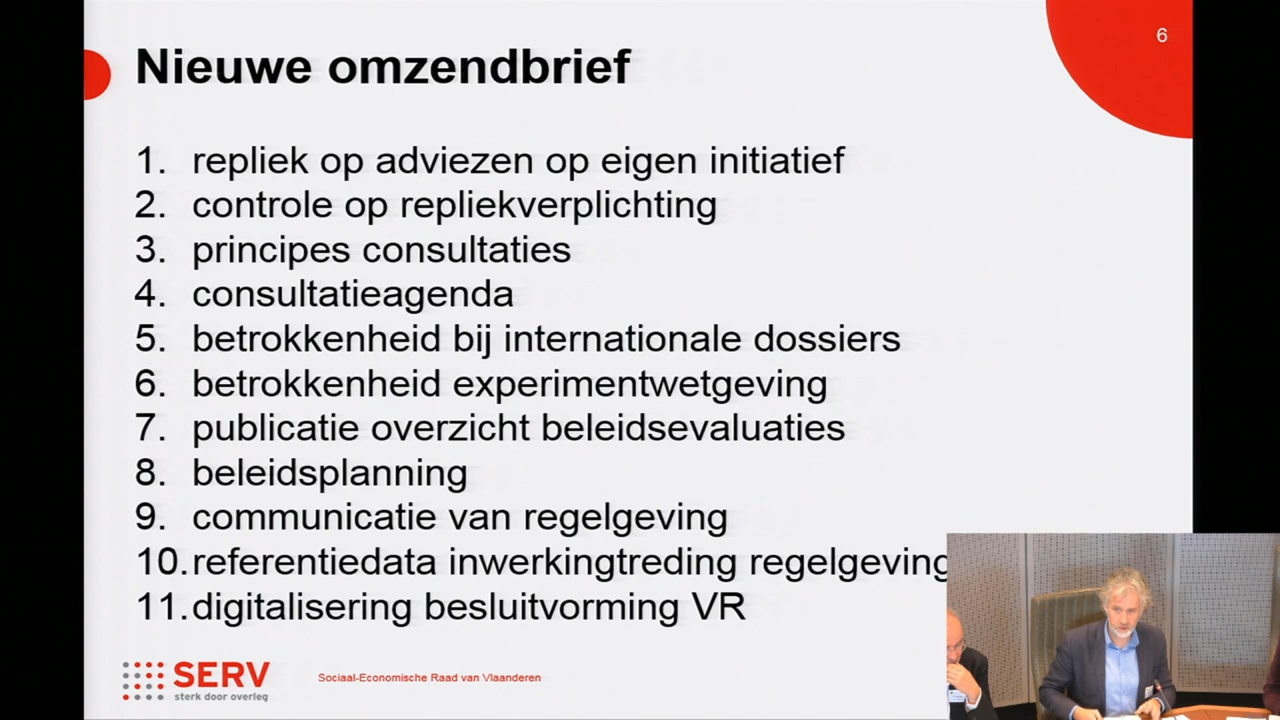 6
Nieuwe omzendbrief
1. repliek op adviezen op eigen initiatief
2. controle op repliekverplichting
3. principes consultaties
4. consultatieagenda
5. betrokkenheid bij internationale dossiers
6. betrokkenheid experimentwetgeving
7. publicatie overzicht beleidsevaluaties
8. beleidsplanning
9. communicatie van regelgeving
10. referentiedata inwerkingtreding regelgeving
11. digitalisering besluitvorming VR
SERV
sterk door overleg
Sociaal-Economische Raad van Vlaanderen